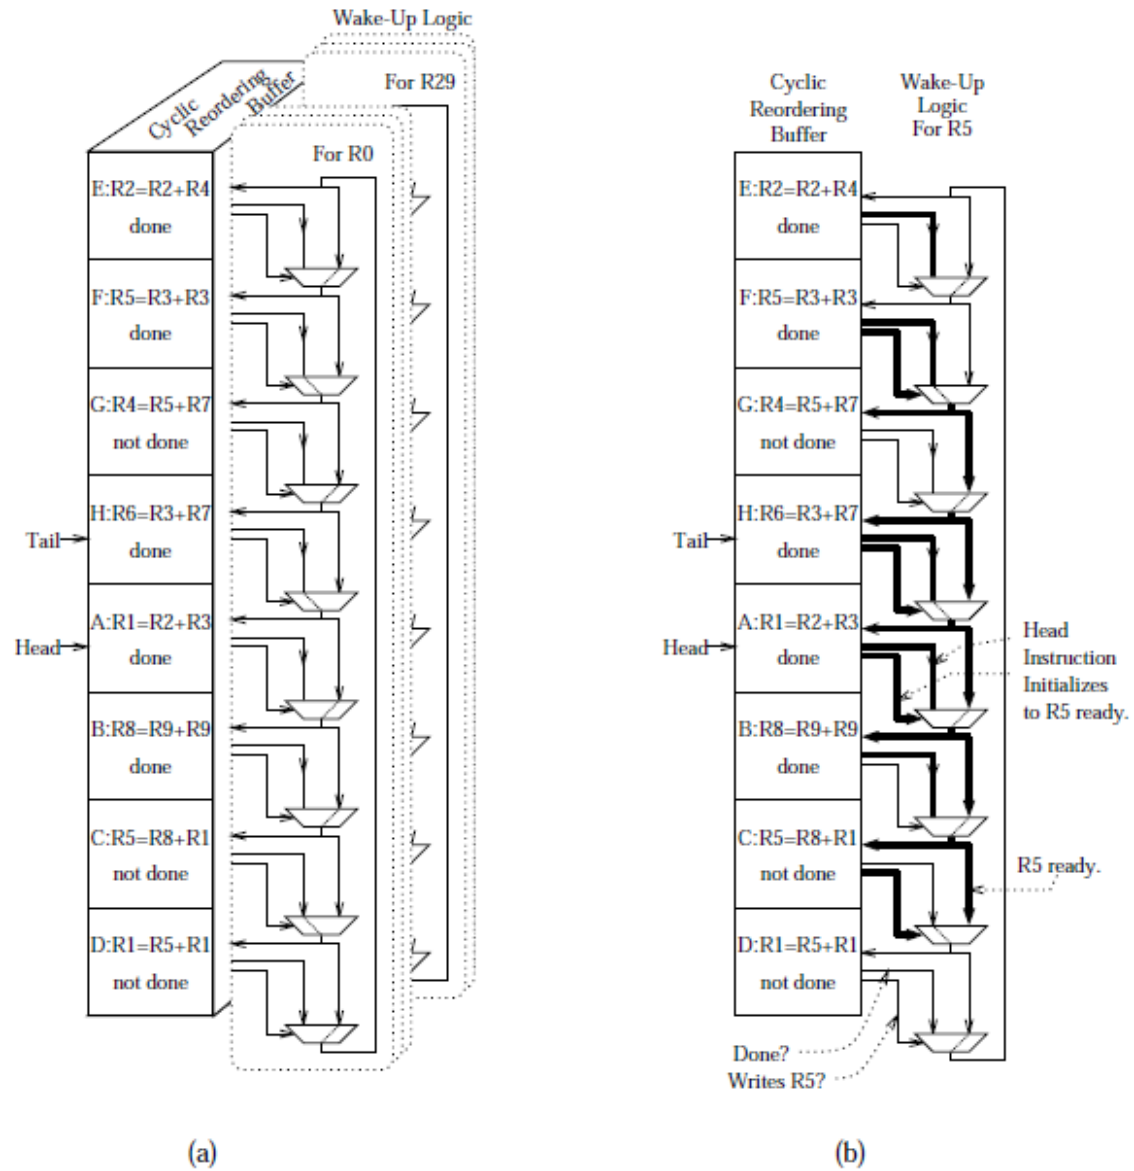 Wake-Up Logic
Cyclic
Reordering
Buffer
For R29
For R0
E:R2=R2+R4
done
F:R5=R3+R3
done
G:R4=R5+R7
not done
H:R6=R3+R7
Tail
done
A:R1=R2+R3
Head
done
B:R8=R9+R9
done
C:R5=R8+R1
not done
D:R1=R5+R1
not done
(a)
Cyclic
Reordering
Buffer
Wake-Up
Logic
For R5
E:R2=R2+R4
done
F:R5=R3+R3
done
G:R4=R5+R7
not done
H:R6=R3+R7
Tail
done
A:R1=R2+R3
Head
done
Head
Instruction
Initializes
to R5 ready.
B:R8=R9+R9
done
C:R5=R8+R1
not done
R5 ready.
D:R1=R5+R1
not done
Done?
Writes R5?
(b)